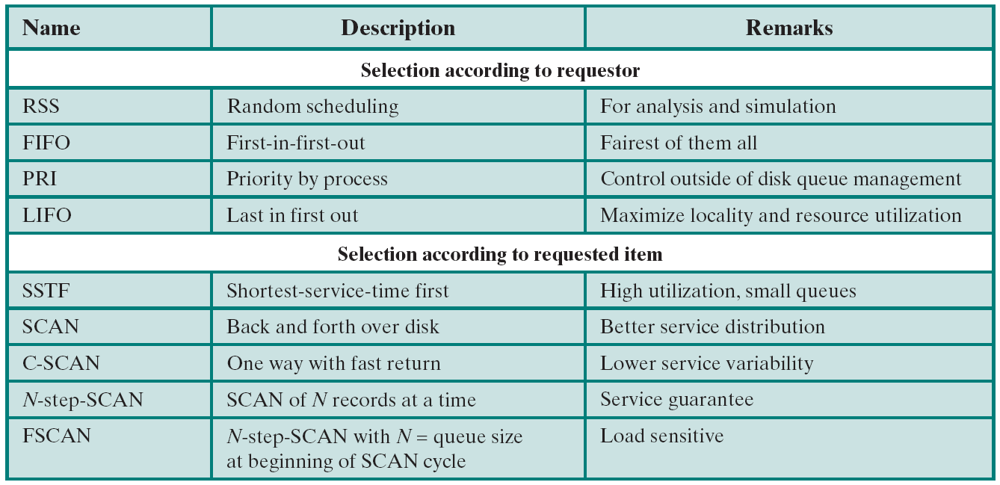 Name Description Remarks
Selection according to requestor
RSS Random scheduling For analysis and simulation
FIFO First-in-first-out Fairest of them all
PRI Priority by process Control outside of disk queue management
LIFO Last in first out Maximize locality and resource utilization
Selection according to requested item
SSTF Shortest-service-time first High utilization, small queues
SCAN Back and forth over disk Better service distribution
C-SCAN One way with fast return Lower service variability
N-step-SCAN SCAN of N records at a time Service guarantee
FSCAN N-step-SCAN with N = queue size Load sensitive
at beginning of SCAN cycle